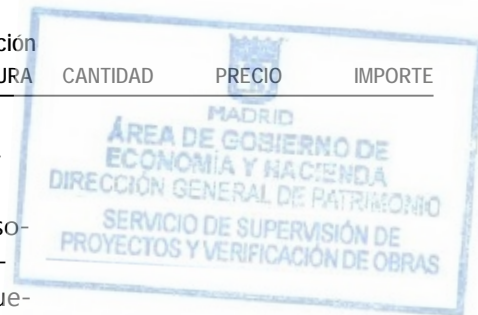 ción
URA CANTIDAD PRECIO IMPORTE
MADRID
ÁREA DE GOBIERNO DE
ECONOMÍA Y HACIENDA
DIRECCIÓN GENERAL DE PATRIMONIO
so-
SERVICIO DE SUPERVISIÓN DE
PROYECTOS Y VERIFICACIÓN DE OBRAS
ue-